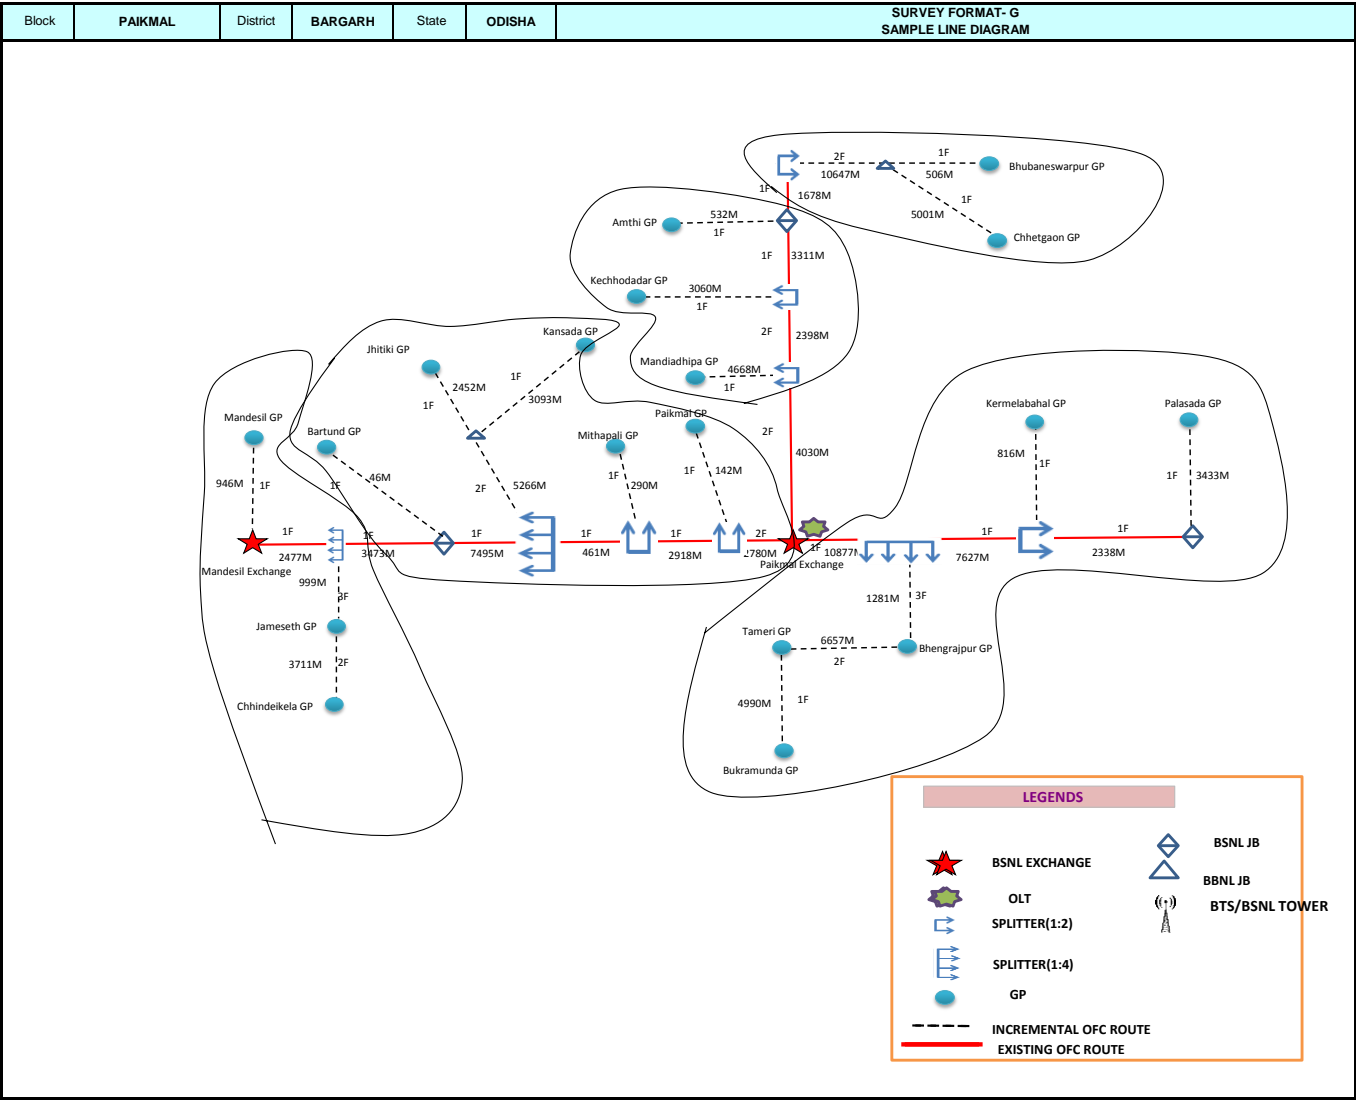 Block PAIKMAL District BARGARH State ODISHA SURVEY FORMAT- G
SAMPLE LINE DIAGRAM
2F
1F
10647M
506M
Bhubaneswarpur GP
1F
1678M
1F
5001M
Chhetgaon GP
Amthi GP
532M
1F
1F
3311M
Kechhodadar GP
3060M
1F
2F
2398M
Mandiadhipa GP
4668M
1F
Kansada GP
Jhitiki GP
1F
2452M
3093M
1F
2F
5266M
Mandesil GP
946M
1F
Bartund GP
46M
1F
Mithapali GP
1F
290M
Paikmal GP
1F
142M
2F
4030M
Kermelabahal GP
816M
1F
Palasada GP
1F
3433M
1F
2477M
Mandesil Exchange
1F
3473M
1F
7495M
1F
461M
1F
2918M
2F
780M
1F
Paikmal Exchange
10877M
1F
7627M
1F
2338M
999M
3F
Jameseth GP
3711M
2F
Chhindeikela GP
1281M
3F
Tameri GP
6657M
2F
Bhengrajpur GP
4990M
1F
Bukramunda GP
LEGENDS
BSNL EXCHANGE
BSNL JB
BBNL JB
OLT
BTS/BSNL TOWER
SPLITTER(1:2)
SPLITTER(1:4)
GP
INCREMENTAL OFC ROUTE
EXISTING OFC ROUTE